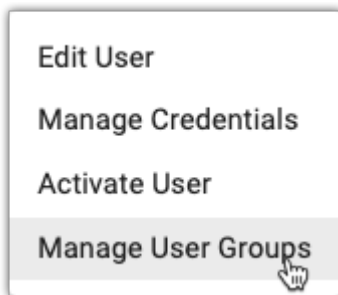 Edit User
Manage Credentials
Activate User
Manage User Groups